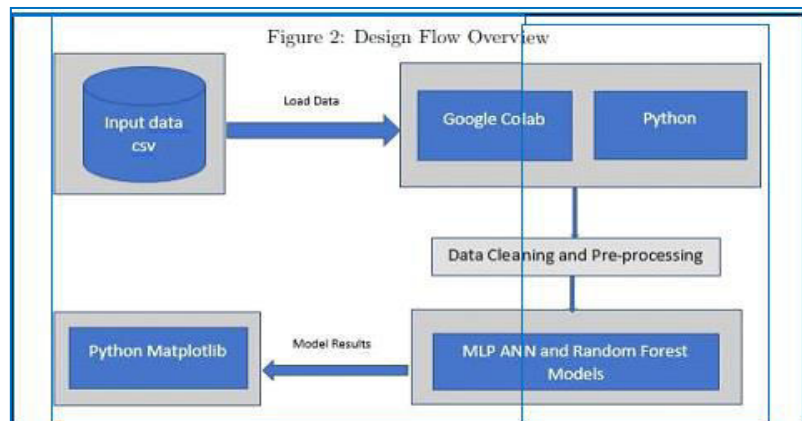 Figure 2: Design Flow Overview
Input data
csv
Load Data
Google Colab
Python
Data Cleaning and Pre-processing
MLP ANN and Random Forest
Models
Model Results
Python Matplotlib